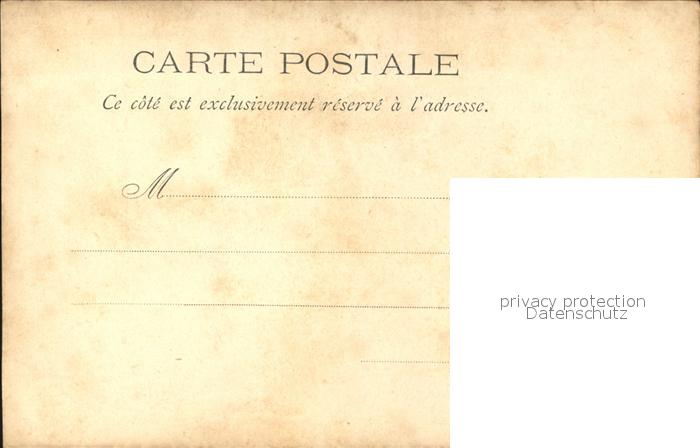 CARTE POSTALE
Ce côté est exclusivement réservé à l'adresse.
M
privacy protection
Datenschutz